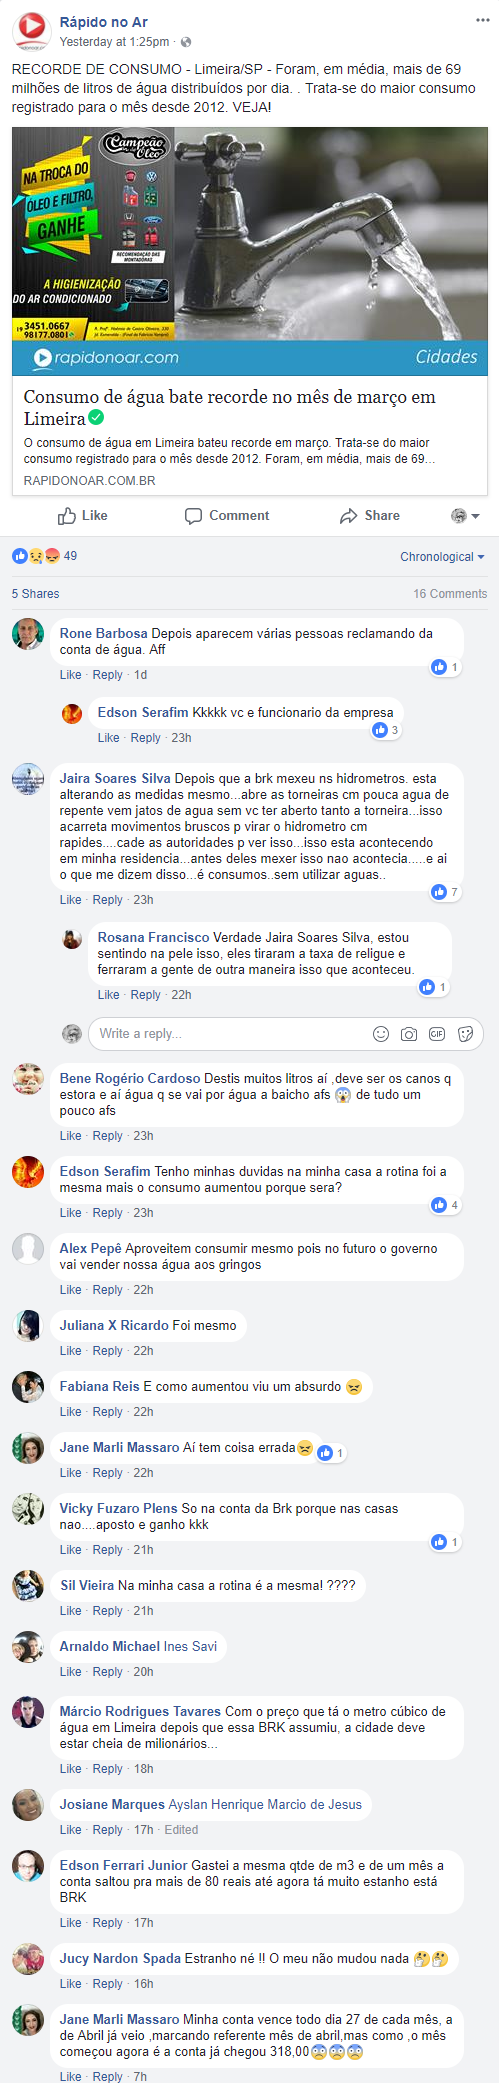 Rápido no Ar
Yesterday at 1:25pm ·
RECORDE DE CONSUMO - Limeira/SP - Foram, em média, mais de 69
milhões de litros de água distribuídos por dia. . Trata-se do maior consumo
registrado para o mês desde 2012. VEJA!
Campeão
do Óleo
NA TROCA DO
ÓLEO E FILTRO,
GANHE
RECOMENDAÇÃO DAS
MONTADORAS
A HIGIENIZAÇÃO
DO AR CONDICIONADO
19 3451.0667
98177.0801
rapidonoar.com
Cidades
Consumo de água bate recorde no mês de março em
Limeira
O consumo de água em Limeira bateu recorde em março. Trata-se do maior
consumo registrado para o mês desde 2012. Foram, em média, mais de 69...
RAPIDONOAR.COM.BR
Like Comment Share
49
Chronological
5 Shares
16 Comments
Rone Barbosa Depois aparecem várias pessoas reclamando da
conta de água. Aff
1
Like · Reply · 1d
Edson Serafim Kkkkk vc e funcionario da empresa
3
Like · Reply · 23h
Jaira Soares Silva Depois que a brk mexeu ns hidrometros. esta
alterando as medidas mesmo...abre as torneiras cm pouca agua de
repente vem jatos de agua sem vc ter aberto tanto a torneira...isso
acarreta movimentos bruscos p virar o hidrometro cm
rapides....cade as autoridades p ver isso...isso esta acontecendo
em minha residencia...antes deles mexer isso nao acontecia.....e ai
o que me dizem disso...é consumos..sem utilizar aguas..
7
Like · Reply · 23h
Rosana Francisco Verdade Jaira Soares Silva, estou
sentindo na pele isso, eles tiraram a taxa de religue e
ferraram a gente de outra maneira isso que aconteceu.
1
Like · Reply · 22h
Write a reply...
GIF
Bene Rogério Cardoso Destis muitos litros aí ,deve ser os canos q
estora e aí água q se vai por água a baicho afs 😱 de tudo um
pouco afs
Like · Reply · 23h
Edson Serafim Tenho minhas duvidas na minha casa a rotina foi a
mesma mais o consumo aumentou porque sera?
4
Like · Reply · 23h
Alex Pepê Aproveitem consumir mesmo pois no futuro o governo
vai vender nossa água aos gringos
Like · Reply · 22h
Juliana X Ricardo Foi mesmo
Like · Reply · 22h
Fabiana Reis E como aumentou viu um absurdo 😠
Like · Reply · 22h
Jane Marli Massaro Aí tem coisa errada😠
1
Like · Reply · 22h
Vicky Fuzaro Plens So na conta da Brk porque nas casas
nao....aposto e ganho kkk
1
Like · Reply · 21h
Sil Vieira Na minha casa a rotina é a mesma! ????
Like · Reply · 21h
Arnaldo Michael Ines Savi
Like · Reply · 20h
Márcio Rodrigues Tavares Com o preço que tá o metro cúbico de
água em Limeira depois que essa BRK assumiu, a cidade deve
estar cheia de milionários...
Like · Reply · 18h
Josiane Marques Ayslan Henrique Marcio de Jesus
Like · Reply · 17h · Edited
Edson Ferrari Junior Gastei a mesma qtde de m3 e de um mês a
conta saltou pra mais de 80 reais até agora tá muito estanho está
BRK
Like · Reply · 17h
Jucy Nardon Spada Estranho né !! O meu não mudou nada 🤔🤔
Like · Reply · 16h
Jane Marli Massaro Minha conta vence todo dia 27 de cada mês, a
de Abril já veio ,marcando referente mês de abril,mas como ,o mês
começou agora é a conta já chegou 318,00😨😨😨
Like · Reply · 7h